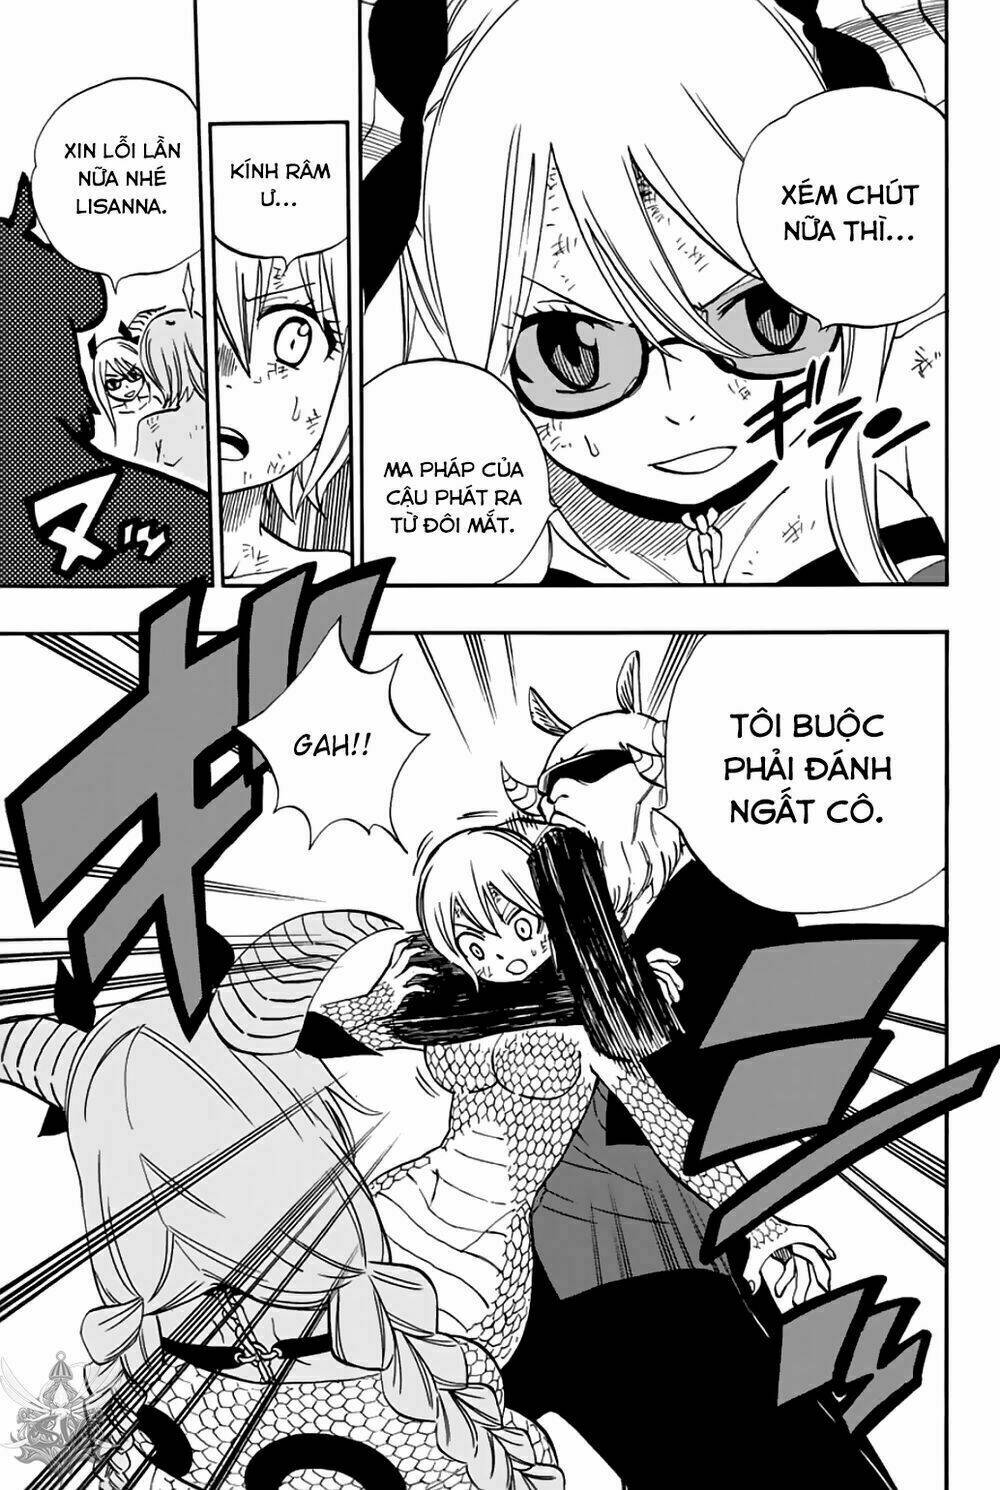 XÉM CHÚT
NỮA THÌ...
MA PHÁP CỦA
CẬU PHÁT RA
TỪ ĐÔI MẮT.
KÍNH RÂM
Ư...
XIN LỖI LẦN
NỮA NHÉ
LISANNA.
TÔI BUỘC
PHẢI ĐÁNH
NGẤT CÔ.
GAH!!